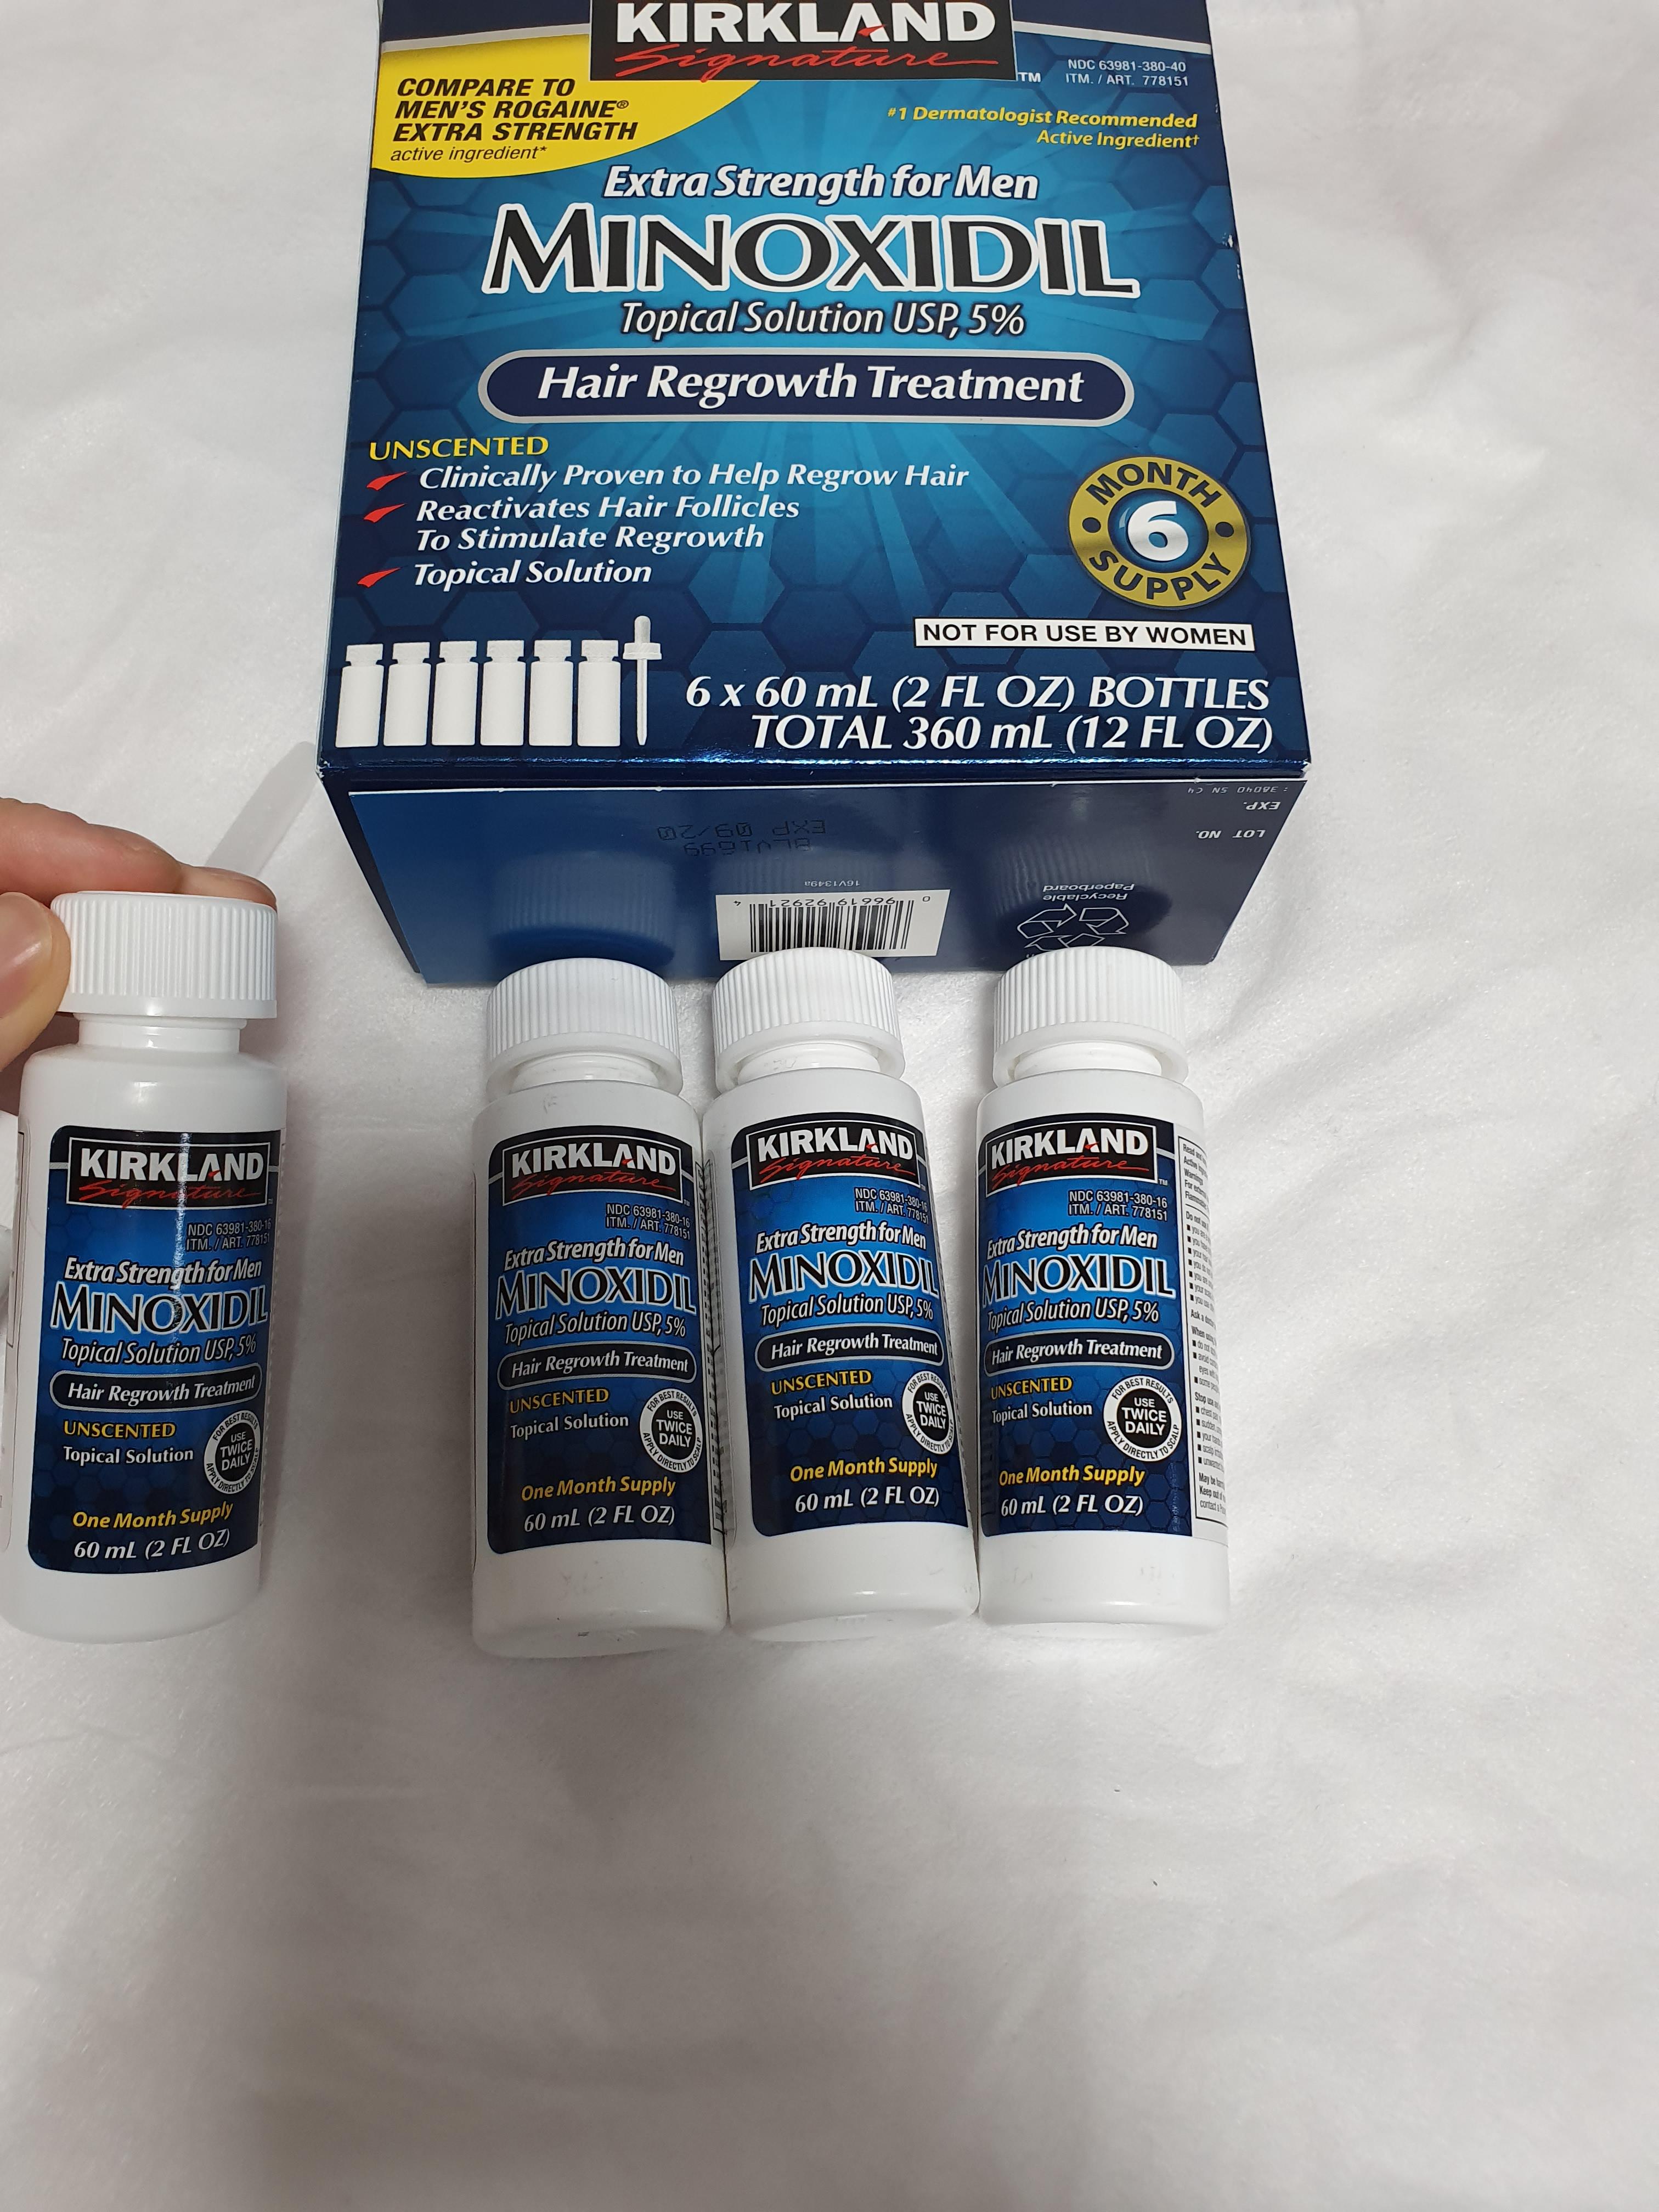 KIRKLAND
Signature
TM
NDC 63981-380-40
ITM. / ART. 778151
COMPARE TO
MEN'S ROGAINE®
EXTRA STRENGTH
active ingredient*
#1 Dermatologist Recommended
Active Ingredient†
Extra Strength for Men
MINOXIDIL
Topical Solution USP, 5%
Hair Regrowth Treatment
UNSCENTED
Clinically Proven to Help Regrow Hair
Reactivates Hair Follicles
To Stimulate Regrowth
Topical Solution
MONTH
6
SUPPLY
NOT FOR USE BY WOMEN
6 x 60 mL (2 FL OZ) BOTTLES
TOTAL 360 mL (12 FL OZ)
LOT NO.
EXP.
EXP 09/20
16V1349a
0 96619 92921 4
Recyclable
Paperboard
KIRKLAND
Signature
NDC 63981-380-16
ITM. / ART. 778151
Extra Strength for Men
MINOXIDIL
Topical Solution USP, 5%
Hair Regrowth Treatment
UNSCENTED
Topical Solution
FOR BEST RESULTS
USE
TWICE
DAILY
One Month Supply
60 mL (2 FL OZ)
KIRKLAND
Signature
NDC 63981-380-16
ITM. / ART. 778151
Extra Strength for Men
MINOXIDIL
Topical Solution USP, 5%
Hair Regrowth Treatment
UNSCENTED
Topical Solution
FOR BEST RESULTS
USE
TWICE
DAILY
APPLY DIRECTLY TO SCALP
One Month Supply
60 mL (2 FL OZ)
KIRKLAND
Signature
NDC 63981-380-16
ITM. / ART. 778151
Extra Strength for Men
MINOXIDIL
Topical Solution USP, 5%
Hair Regrowth Treatment
UNSCENTED
Topical Solution
FOR BEST RESULTS
USE
TWICE
DAILY
APPLY DIRECTLY TO
One Month Supply
60 mL (2 FL OZ)
KIRKLAND
Signature
TM
NDC 63981-380-16
ITM. / ART. 778151
Extra Strength for Men
MINOXIDIL
Topical Solution USP, 5%
Hair Regrowth Treatment
UNSCENTED
Topical Solution
FOR BEST RESULTS
USE
TWICE
DAILY
APPLY DIRECTLY TO SCALP
One Month Supply
60 mL (2 FL OZ)